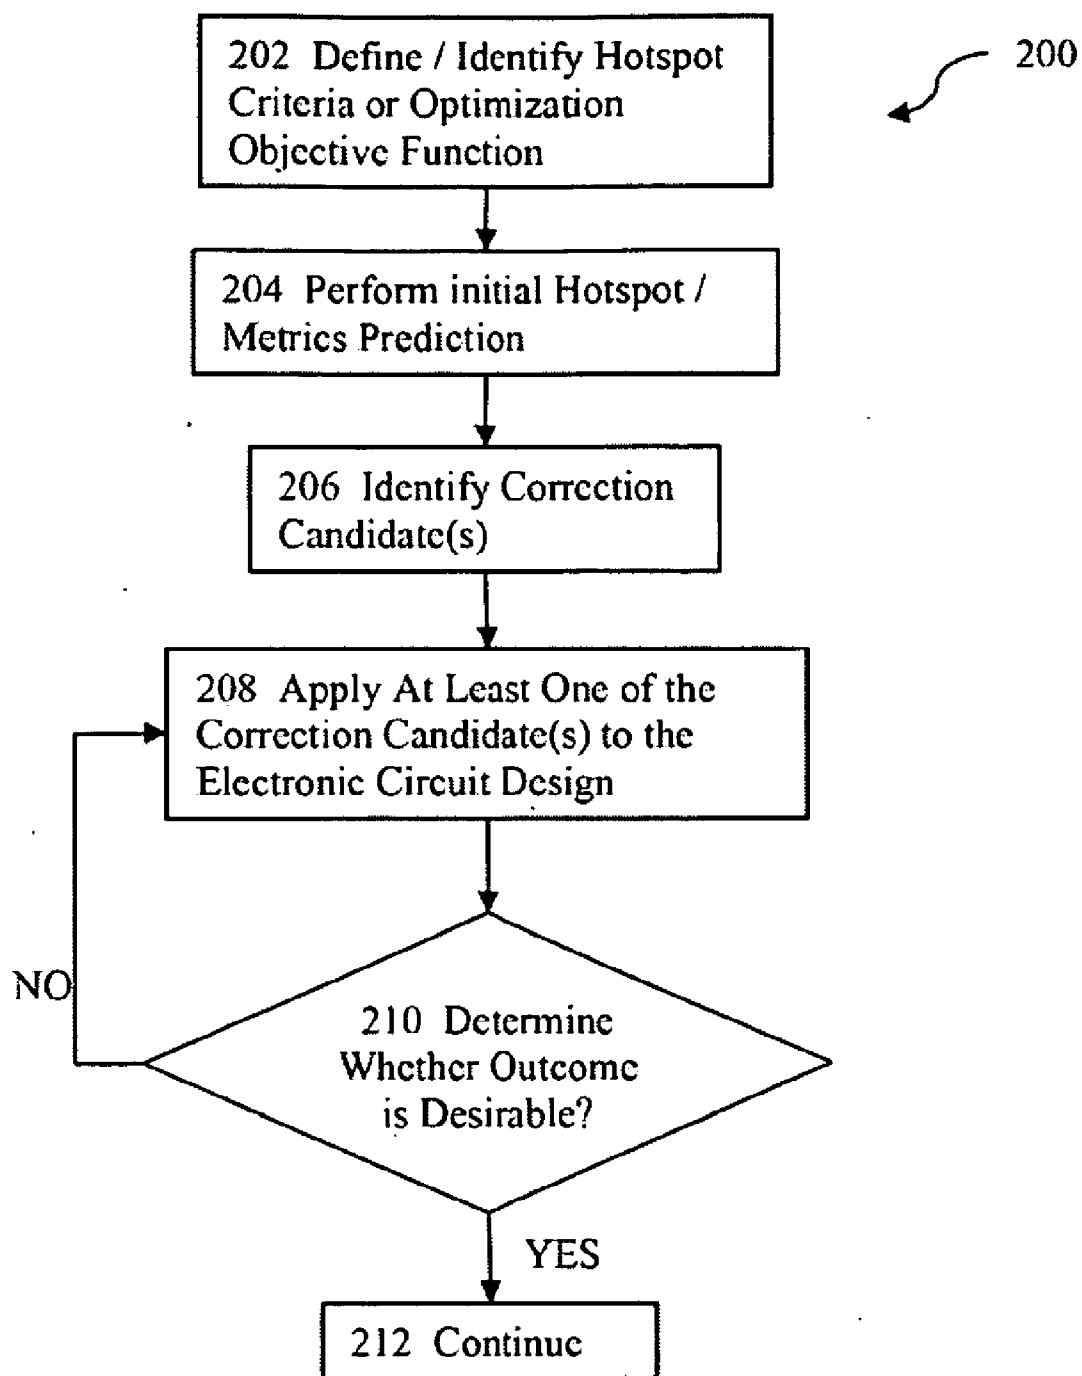 202 Define / Identify Hotspot
Criteria or Optimization
Objective Function
200
204 Perform initial Hotspot /
Metrics Prediction
206 Identify Correction
Candidate(s)
208 Apply At Least One of the
Correction Candidate(s) to the
Electronic Circuit Design
NO
210 Determine
Whether Outcome
is Desirable?
YES
212 Continue